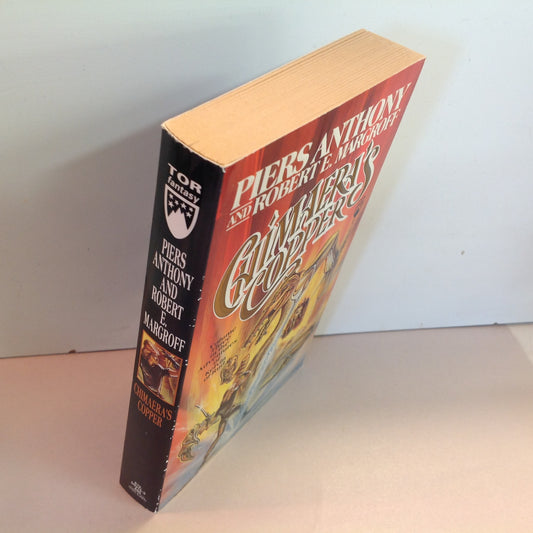 TOR
fantasy
PIERS
ANTHONY
AND
ROBERT
E.
MARGROFF
CHIMAERA'S
COPPER
PIERS ANTHONY
AND ROBERT E. MARGROFF
CHIMAERA'S
COPPER